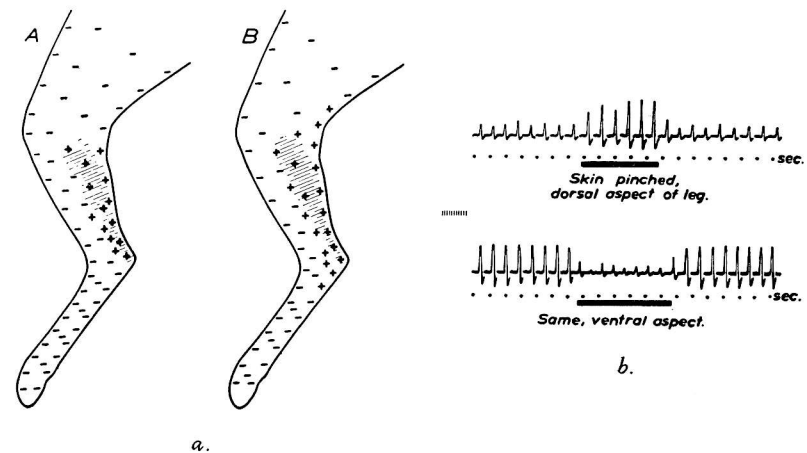 A
B
sec.
Skin pinched,
dorsal aspect of leg.
sec.
Same, ventral aspect.
a.
b.